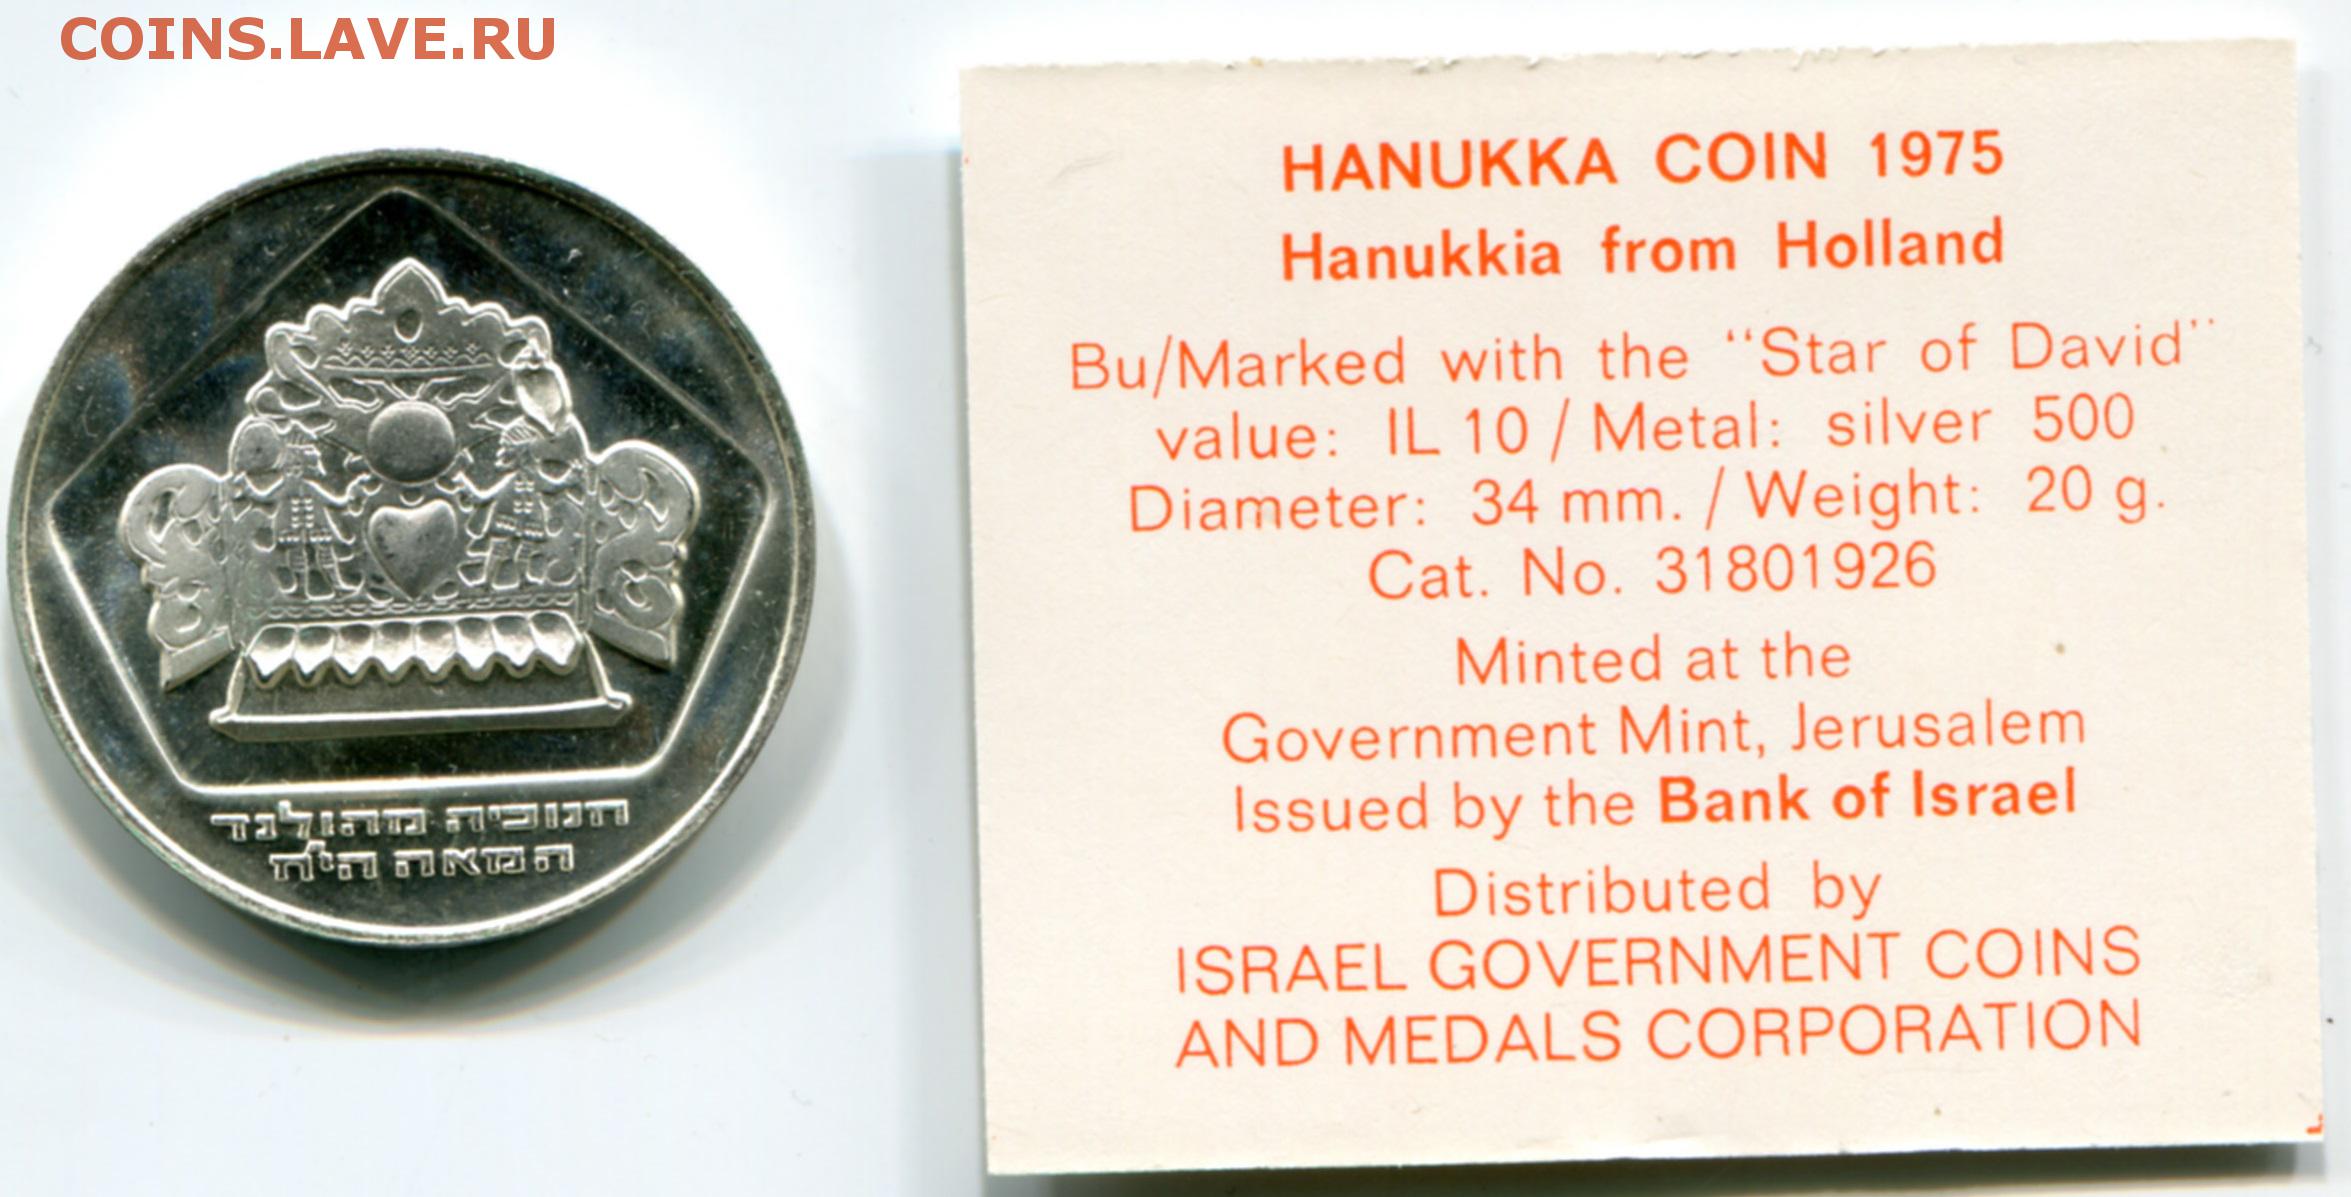 COINS.LAVE.RU
חנוכיה מהולנד
המאה הי״ח
HANUKKA COIN 1975
Hanukkia from Holland
Bu/Marked with the "Star of David"
value: IL 10 / Metal: silver 500
Diameter: 34 mm. / Weight: 20 g.
Cat. No. 31801926
Minted at the
Government Mint, Jerusalem
Issued by the Bank of Israel
Distributed by
ISRAEL GOVERNMENT COINS
AND MEDALS CORPORATION